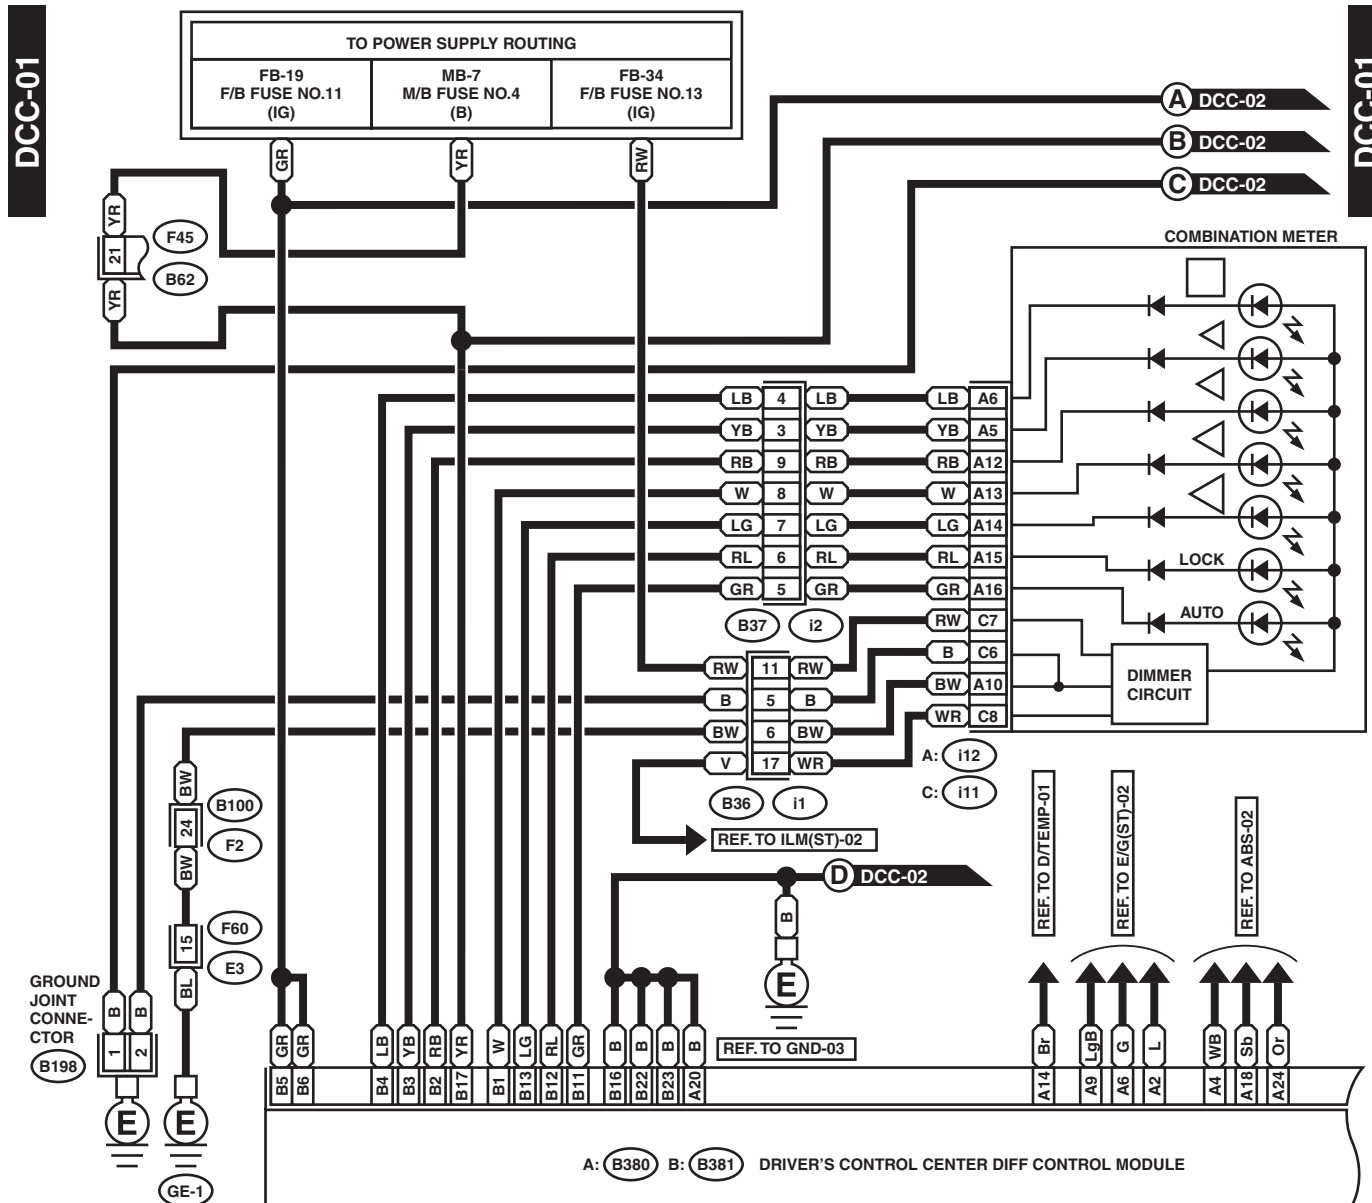 DCC-01
DCC-01
TO POWER SUPPLY ROUTING
FB-19
F/B FUSE NO.11
(IG)
MB-7
M/B FUSE NO.4
(B)
FB-34
F/B FUSE NO.13
(IG)
GR
YR
RW
A DCC-02
B DCC-02
C DCC-02
YR
21
YR
F45
B62
COMBINATION METER
LB 4 LB LB A6
YB 3 YB YB A5
RB 9 RB RB A12
W 8 W W A13
LG 7 LG LG A14
RL 6 RL RL A15
GR 5 GR GR A16
LOCK
AUTO
B37 i2
RW C7
B C6
BW A10
WR C8
RW 11 RW
B 5 B
BW 6 BW
V 17 WR
DIMMER
CIRCUIT
A: i12
C: i11
B36 i1
REF. TO ILM(ST)-02
BW
24
BW
B100
F2
15
BL
F60
E3
D DCC-02
B
E
REF. TO GND-03
REF. TO D/TEMP-01
REF. TO E/G(ST)-02
REF. TO ABS-02
GROUND
JOINT
CONNE-
CTOR
B198
B B
1 2
E E
GE-1
GR GR LB YB RB YR W LG RL GR B B B B Br LgB G L WB Sb Or
B5 B6 B4 B3 B2 B17 B1 B13 B12 B11 B16 B22 B23 A20 A14 A9 A6 A2 A4 A18 A24
A: B380 B: B381 DRIVER'S CONTROL CENTER DIFF CONTROL MODULE